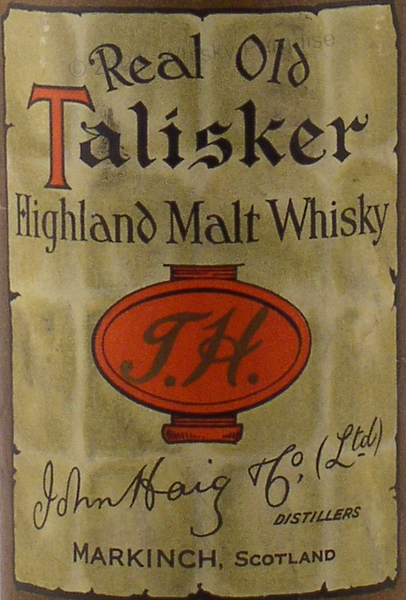 Real Old
Talisker
Highland Malt Whisky
J.H.
John Haig & Co, (Ltd)
DISTILLERS
MARKINCH, SCOTLAND